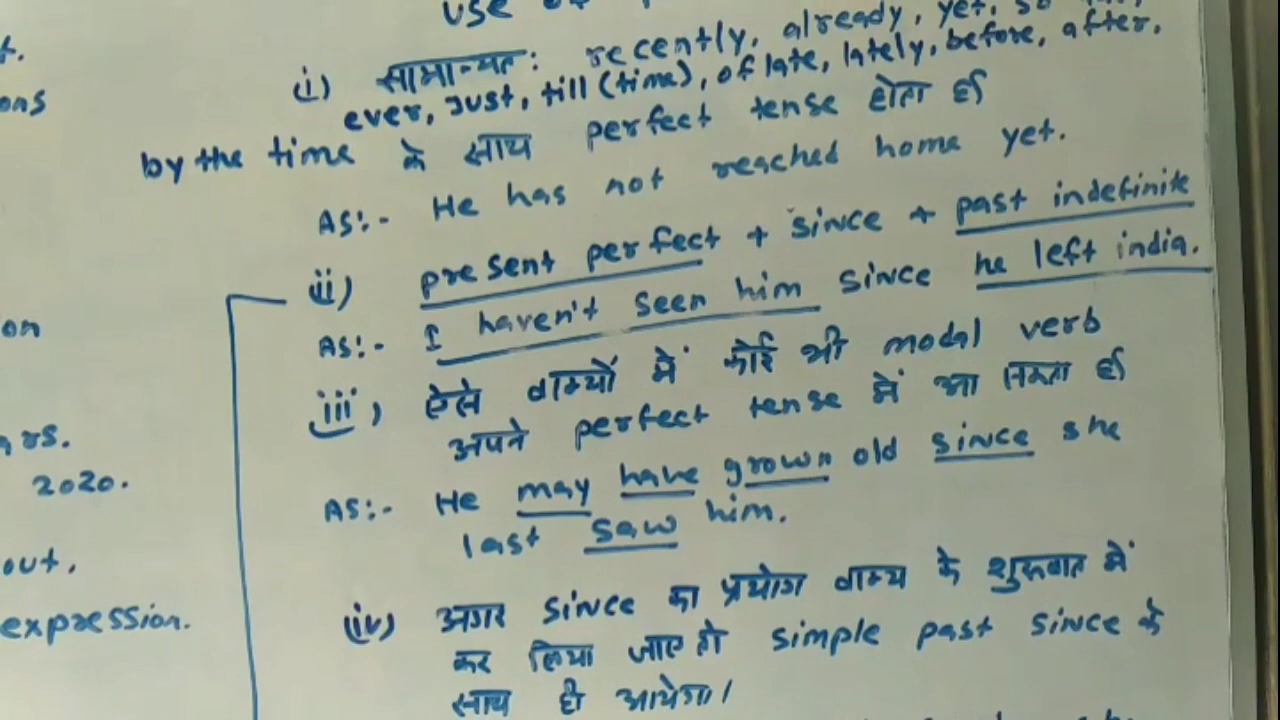 t.
ons
on
ars.
2020.
out.
expression.
use of
(i) सामान्यतः recently, already, yet, so
ever, just, till (time), of late, lately, before, after,
by the time के साथ perfect tense होता है
As:- He has not reached home yet.
(ii) present perfect + since + past indefinite
As:- I haven't seen him since he left india.
(iii) ऐसे वाक्यों में कोई भी modal verb
अपने perfect tense में आ सकता है
As:- He may have grown old since she
last saw him.
(iv) अगर since का प्रयोग वाक्य के शुरूवात में
कर लिया जाए तो simple past since के
साथ ही आयेगा।